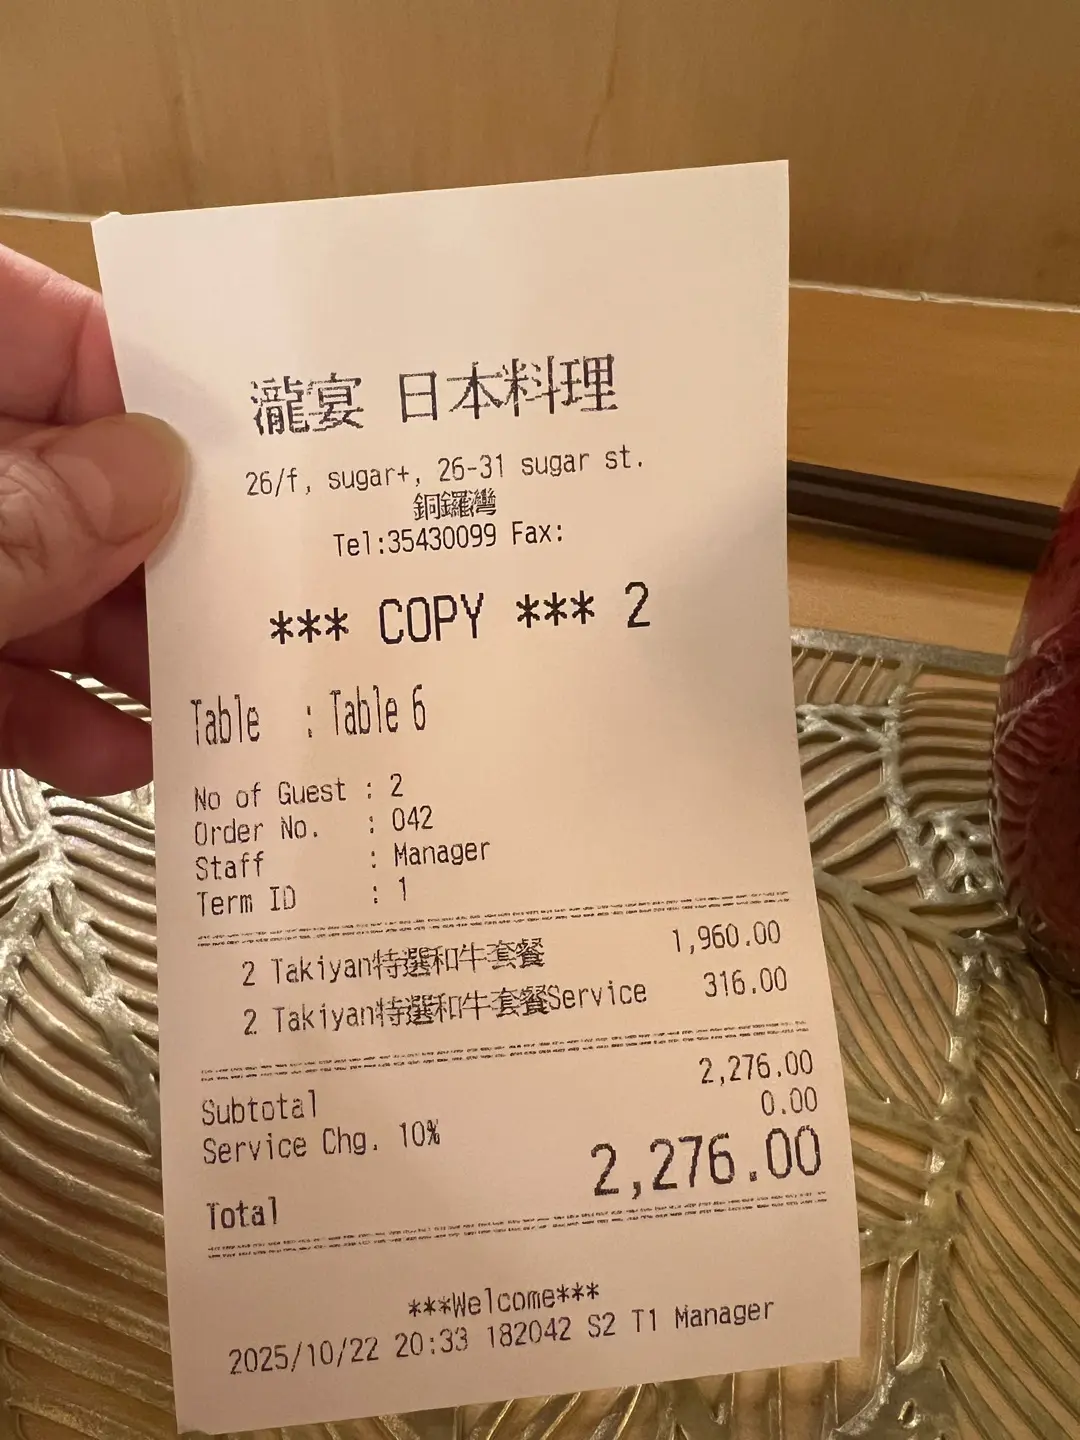 瀧宴 日本料理
26/f, sugar+, 26-31 sugar st.
銅鑼灣
Tel:35430099 Fax:
*** COPY *** 2
Table : Table 6
No of Guest : 2
Order No. : 042
Staff : Manager
Term ID : 1
2 Takiyan特選和牛套餐 1,960.00
2 Takiyan特選和牛套餐Service 316.00
Subtotal 2,276.00
Service Chg. 10% 0.00
Total 2,276.00
***Welcome***
2025/10/22 20:33 182042 S2 T1 Manager